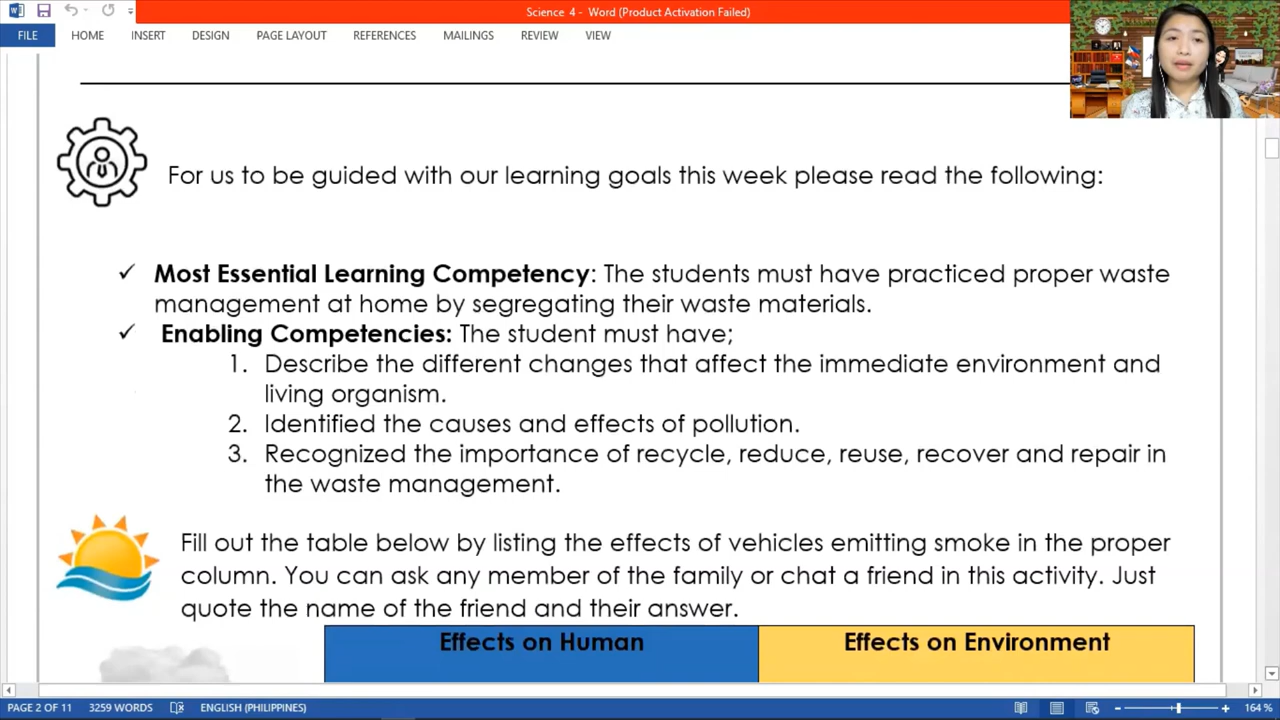 Science 4 - Word (Product Activation Failed)
FILE HOME INSERT DESIGN PAGE LAYOUT REFERENCES MAILINGS REVIEW VIEW
For us to be guided with our learning goals this week please read the following:
✓ Most Essential Learning Competency: The students must have practiced proper waste
management at home by segregating their waste materials.
✓ Enabling Competencies: The student must have;
1. Describe the different changes that affect the immediate environment and
living organism.
2. Identified the causes and effects of pollution.
3. Recognized the importance of recycle, reduce, reuse, recover and repair in
the waste management.
Fill out the table below by listing the effects of vehicles emitting smoke in the proper
column. You can ask any member of the family or chat a friend in this activity. Just
quote the name of the friend and their answer.
Effects on Human Effects on Environment
PAGE 2 OF 11 3259 WORDS ENGLISH (PHILIPPINES) 164 %